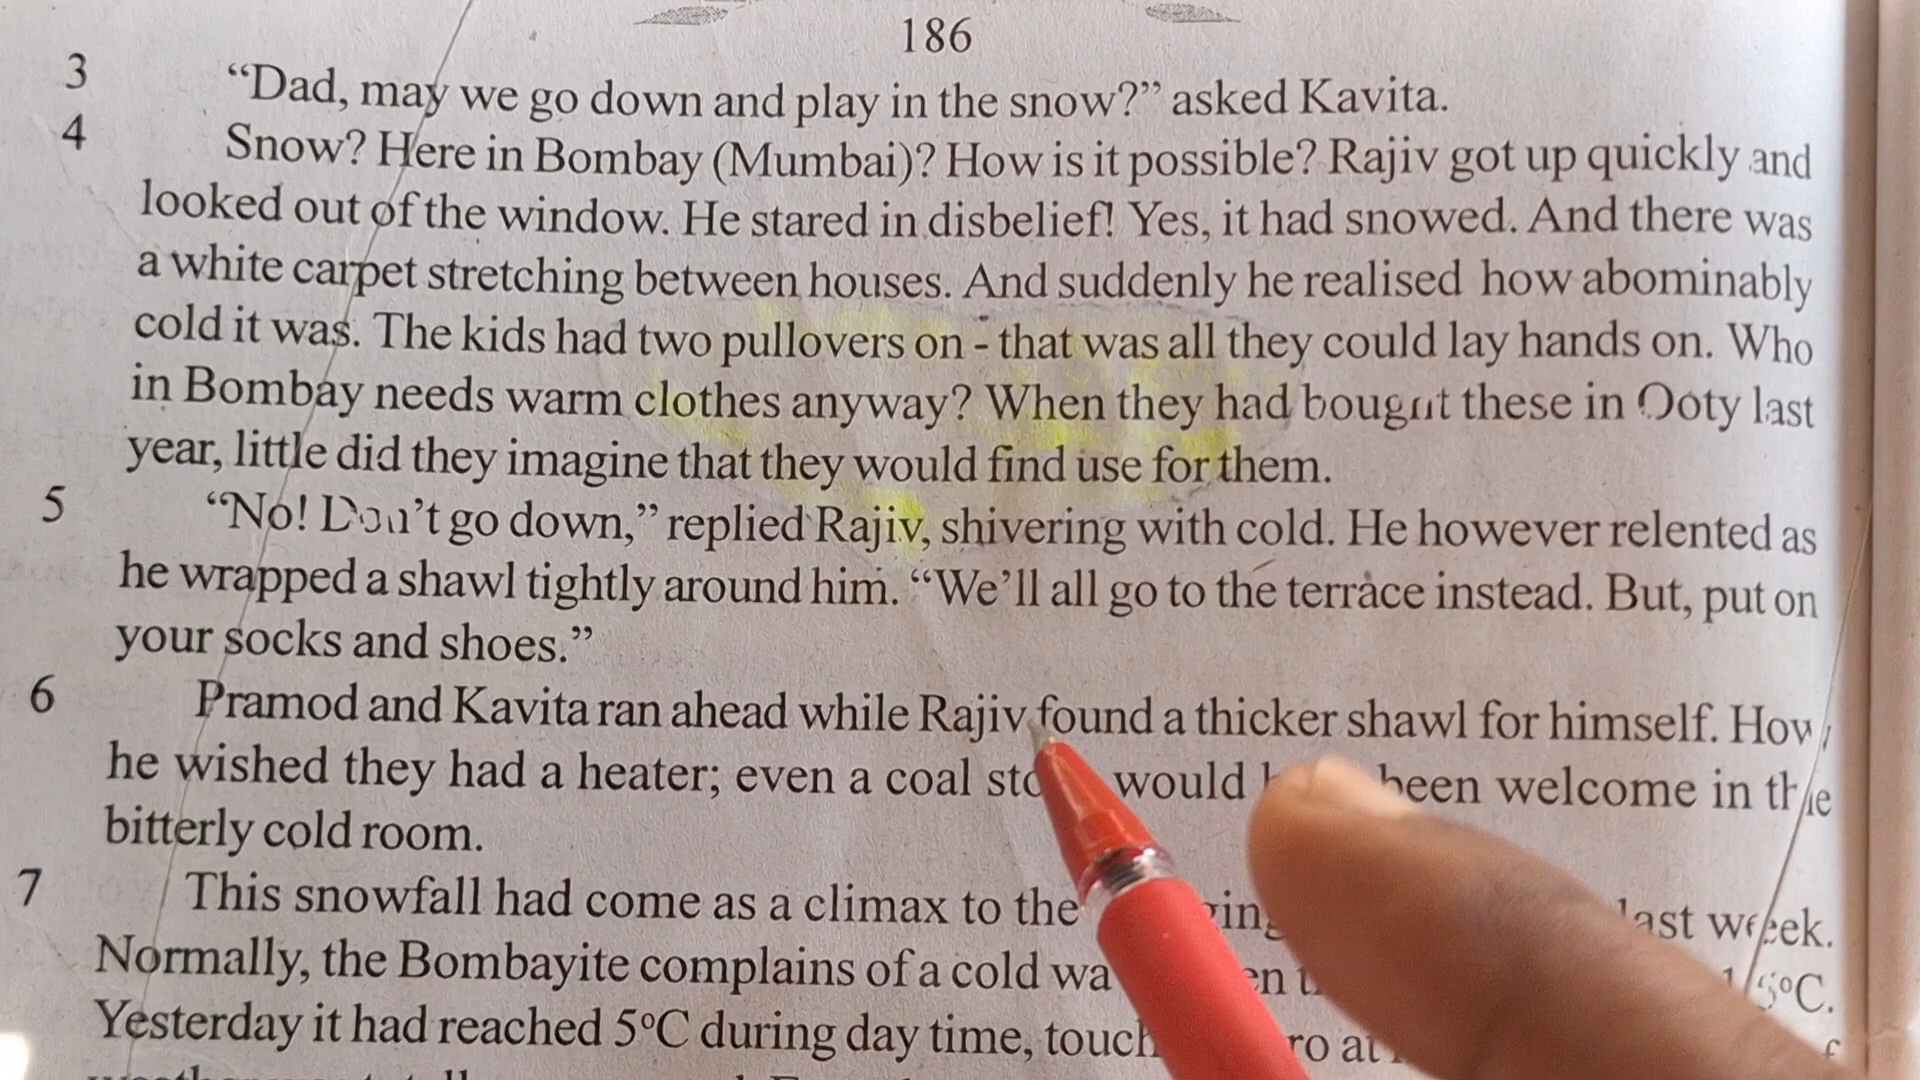 186
3 “Dad, may we go down and play in the snow?” asked Kavita.
4 Snow? Here in Bombay (Mumbai)? How is it possible? Rajiv got up quickly and
looked out of the window. He stared in disbelief! Yes, it had snowed. And there was
a white carpet stretching between houses. And suddenly he realised how abominably
cold it was. The kids had two pullovers on - that was all they could lay hands on. Who
in Bombay needs warm clothes anyway? When they had bought these in Ooty last
year, little did they imagine that they would find use for them.
5 “No! Don’t go down,” replied Rajiv, shivering with cold. He however relented as
he wrapped a shawl tightly around him. “We’ll all go to the terrace instead. But, put on
your socks and shoes.”
6 Pramod and Kavita ran ahead while Rajiv found a thicker shawl for himself. How
he wished they had a heater; even a coal would been welcome in the
bitterly cold room.
7 This snowfall had come as a climax to the last week.
Normally, the Bombayite complains of a cold 15°C.
Yesterday it had reached 5°C during day time, at